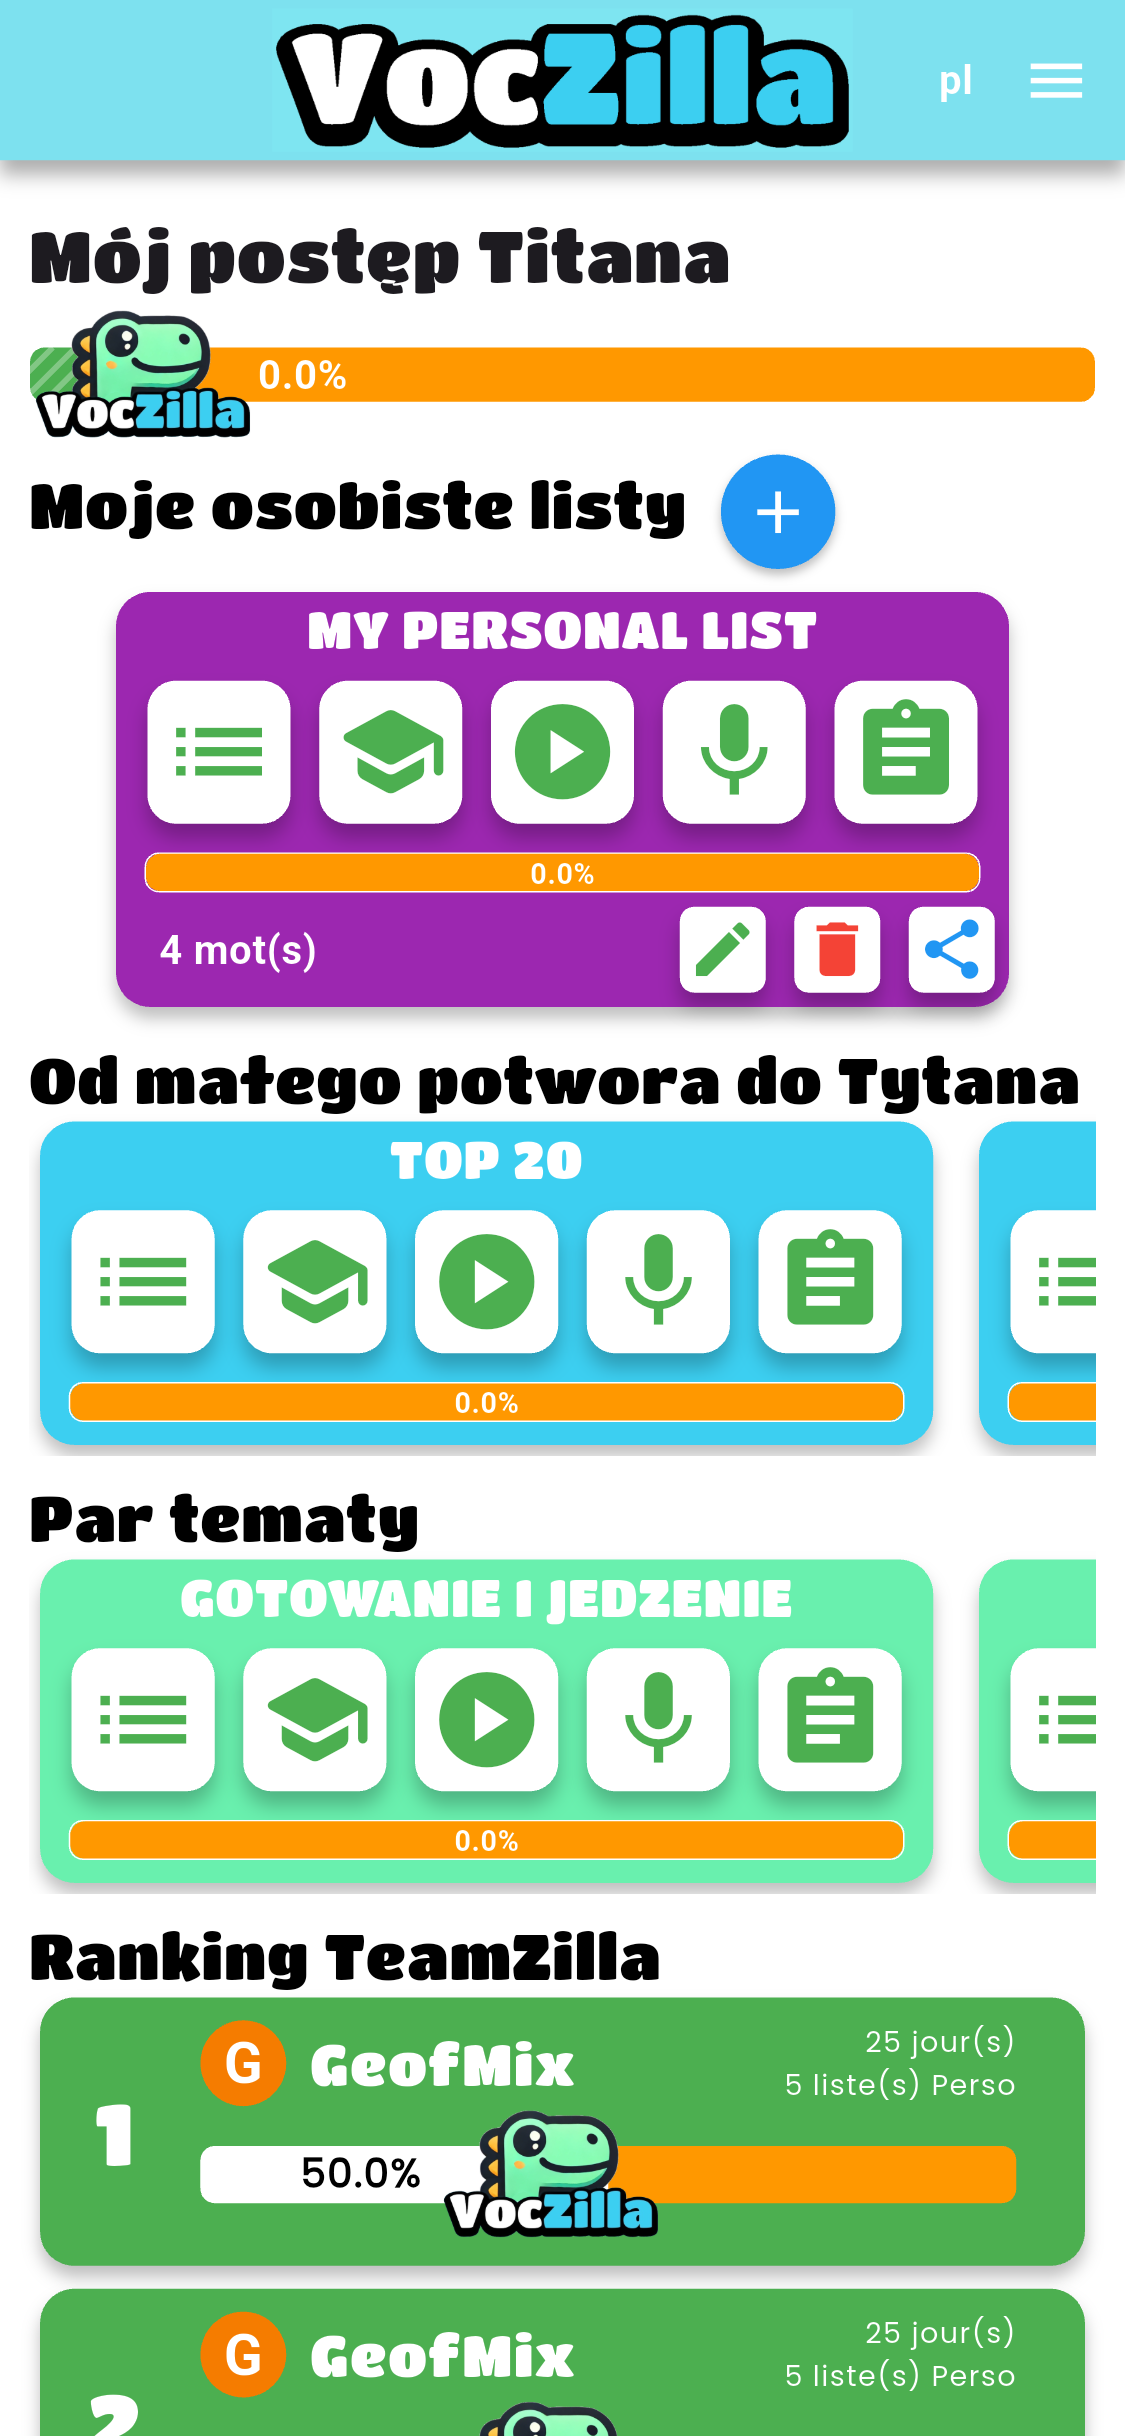 VocZilla
pl
Mój postęp Titana
VocZilla
0.0%
Moje osobiste listy
MY PERSONAL LIST
0.0%
4 mot(s)
Od małego potwora do Tytana
TOP 20
0.0%
Par tematy
GOTOWANIE I JEDZENIE
0.0%
Ranking TeamZilla
1
G
GeofMix
25 jour(s)
5 liste(s) Perso
50.0%
VocZilla
2
G
GeofMix
25 jour(s)
5 liste(s) Perso